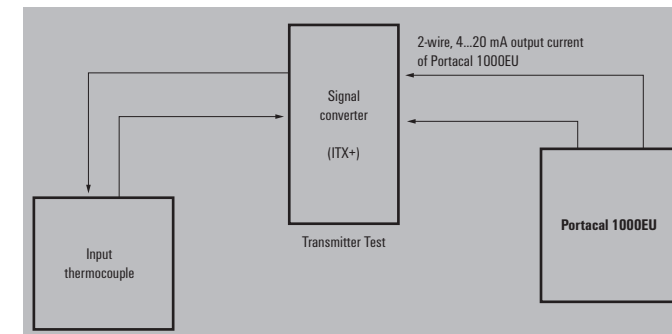 2-wire, 4...20 mA output current
of Portacal 1000EU
Signal
converter
(ITX+)
Transmitter Test
Input
thermocouple
Portacal 1000EU